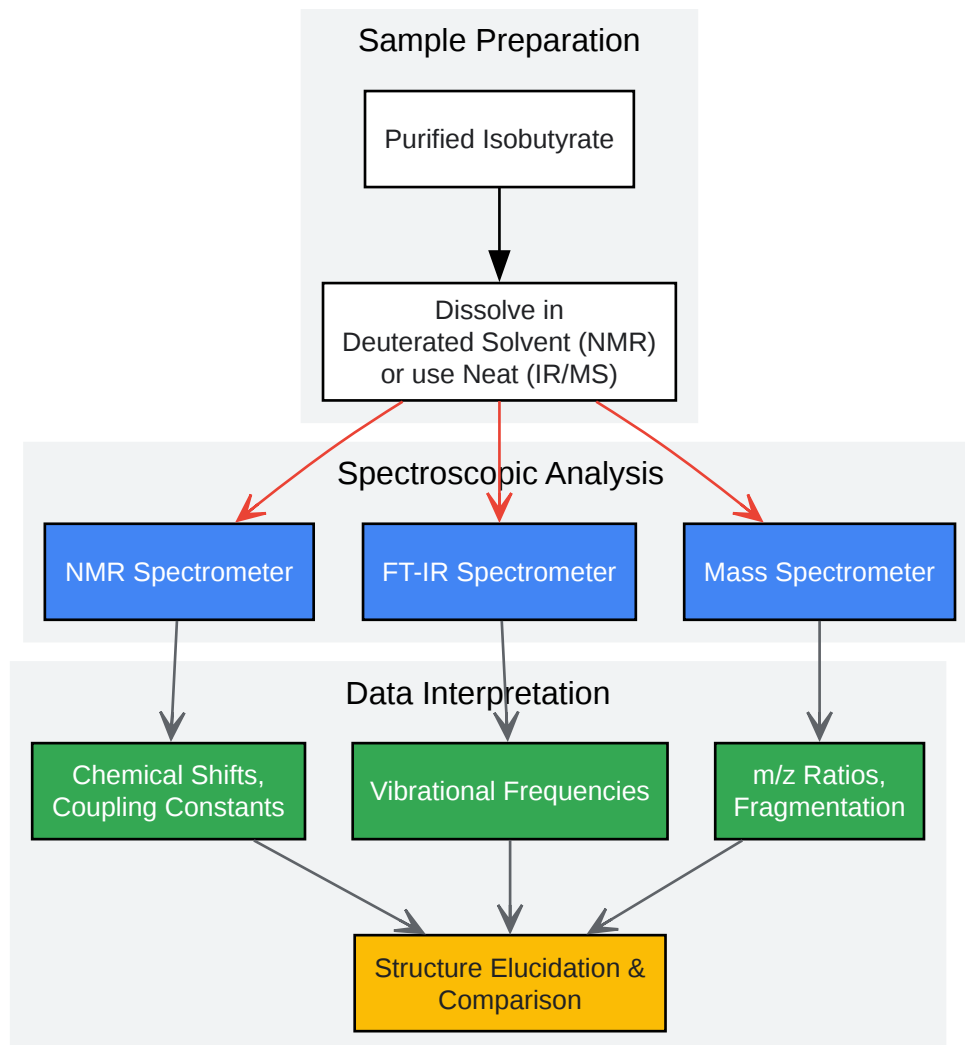 Sample Preparation
Purified Isobutyrate
Dissolve in
Deuterated Solvent (NMR)
or use Neat (IR/MS)
Spectroscopic Analysis
NMR Spectrometer
FT-IR Spectrometer
Mass Spectrometer
Data Interpretation
Chemical Shifts,
Coupling Constants
Vibrational Frequencies
m/z Ratios,
Fragmentation
Structure Elucidation &
Comparison